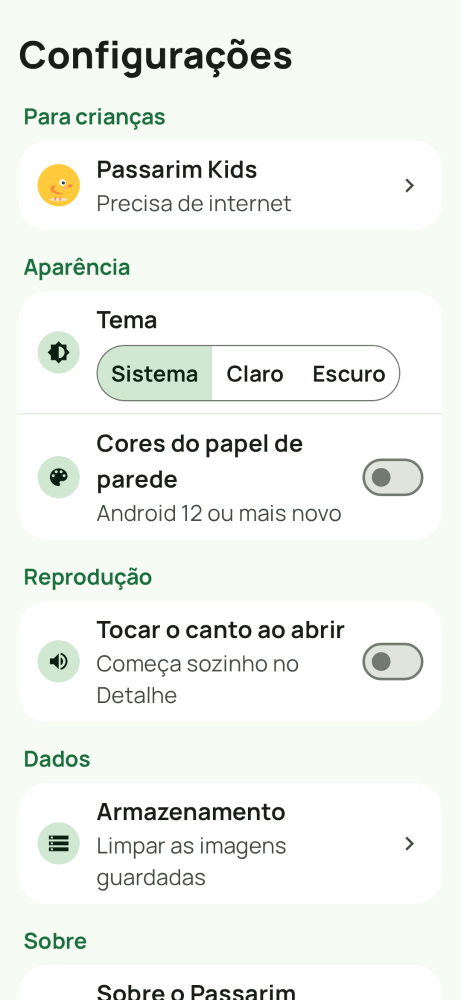 Configurações
Para crianças
Passarim Kids
Precisa de internet
Aparência
Tema
Sistema Claro Escuro
Cores do papel de
parede
Android 12 ou mais novo
Reprodução
Tocar o canto ao abrir
Começa sozinho no
Detalhe
Dados
Armazenamento
Limpar as imagens
guardadas
Sobre
Sobre o Passarim